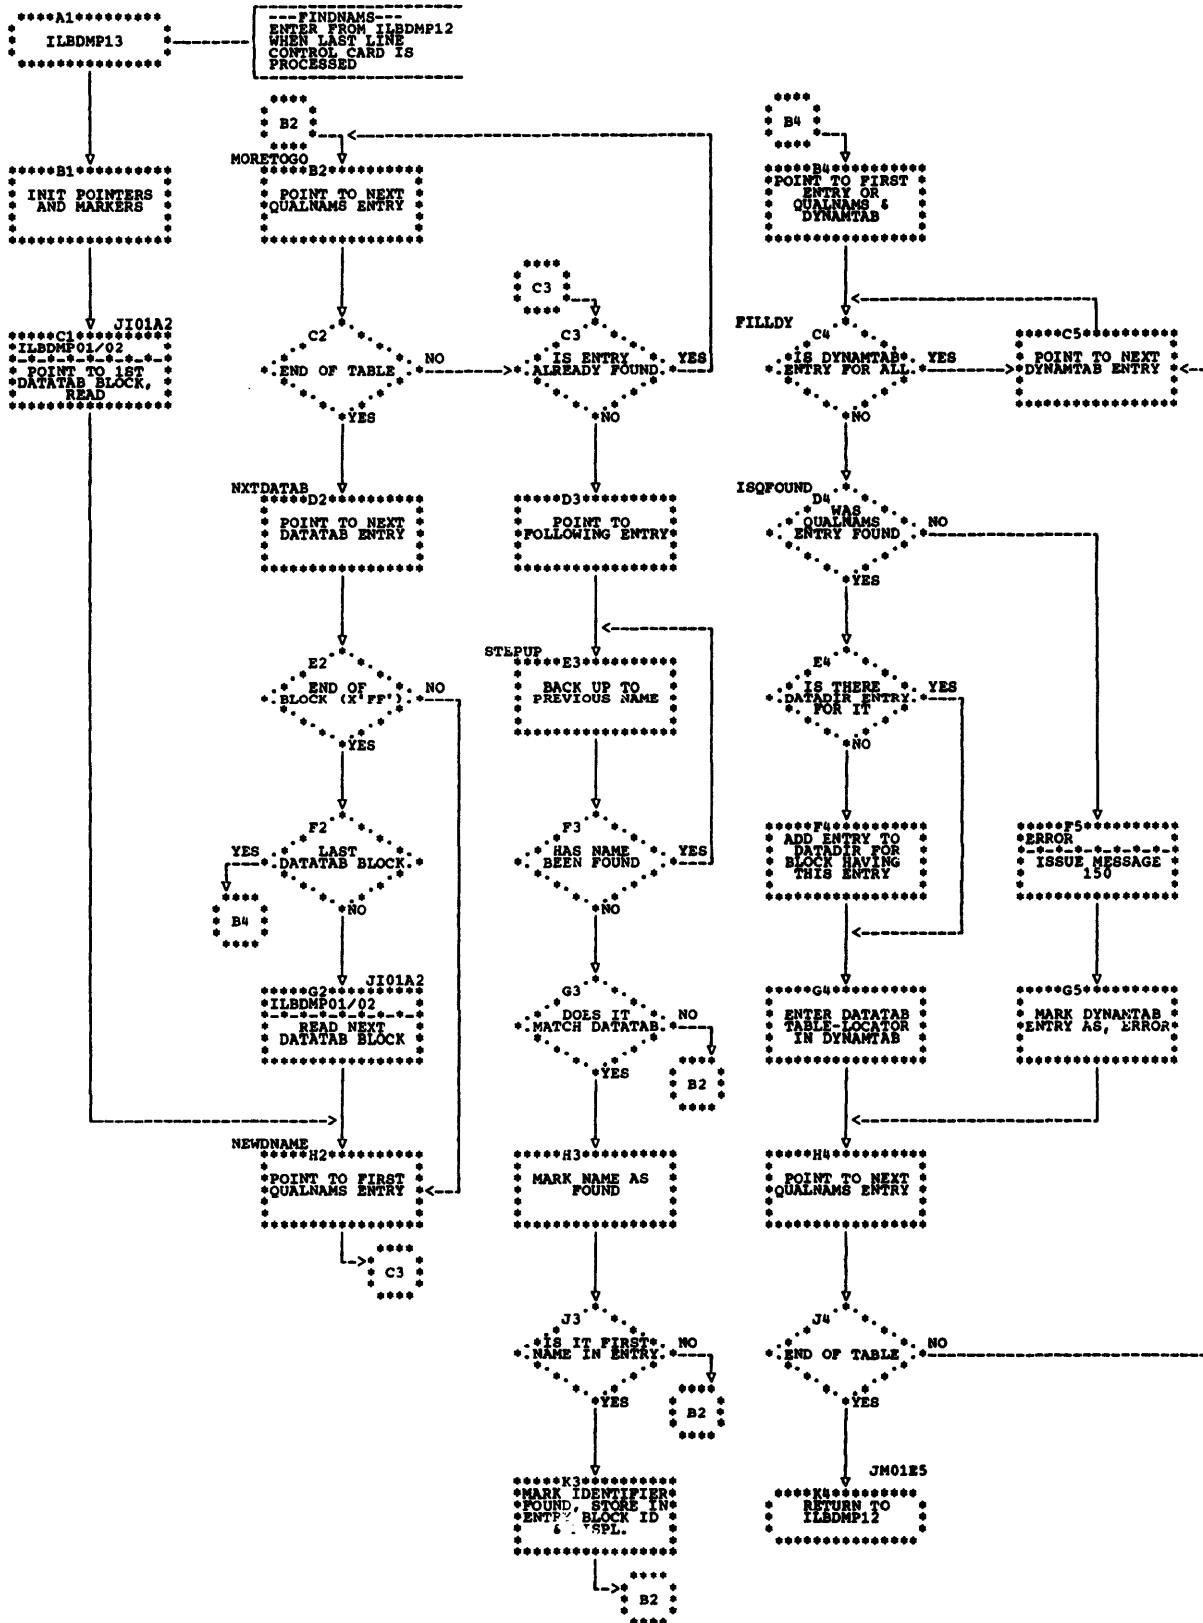 A1
ILBDMP13
---FINDNAMS---
ENTER FROM ILBDMP12
WHEN LAST LINE
CONTROL CARD IS
PROCESSED
B1
INIT POINTERS
AND MARKERS
JI01A2
C1
ILBDMP01/02
POINT TO 1ST
DATATAB BLOCK,
READ
B2
MORETOGO
B2
POINT TO NEXT
QUALNAMS ENTRY
C2
END OF TABLE
NO
YES
NXTDATAB
D2
POINT TO NEXT
DATATAB ENTRY
E2
END OF
BLOCK (X'FF')
NO
YES
F2
LAST
DATATAB BLOCK
YES
B4
NO
JI01A2
G2
ILBDMP01/02
READ NEXT
DATATAB BLOCK
NEWDNAME
H2
POINT TO FIRST
QUALNAMS ENTRY
C3
C3
C3
IS ENTRY
ALREADY FOUND
YES
NO
D3
POINT TO
FOLLOWING ENTRY
STEPUP
E3
BACK UP TO
PREVIOUS NAME
F3
HAS NAME
BEEN FOUND
YES
NO
G3
DOES IT
MATCH DATATAB
NO
B2
YES
H3
MARK NAME AS
FOUND
J3
IS IT FIRST
NAME IN ENTRY
NO
B2
YES
K3
MARK IDENTIFIER
FOUND, STORE IN
ENTRY BLOCK ID
&
B2
B4
B4
POINT TO FIRST
ENTRY OR
QUALNAMS &
DYNAMTAB
FILLDY
C4
IS DYNAMTAB
ENTRY FOR ALL
YES
NO
C5
POINT TO NEXT
DYNAMTAB ENTRY
ISQFOUND
D4
WAS
QUALNAMS
ENTRY FOUND
NO
YES
E4
IS THERE
DATADIR ENTRY
FOR IT
YES
NO
F4
ADD ENTRY TO
DATADIR FOR
BLOCK HAVING
THIS ENTRY
F5
ERROR
ISSUE MESSAGE
150
G4
ENTER DATATAB
TABLE-LOCATOR
IN DYNAMTAB
G5
MARK DYNAMTAB
ENTRY AS, ERROR
H4
POINT TO NEXT
QUALNAMS ENTRY
J4
END OF TABLE
NO
YES
JM01E5
K4
RETURN TO
ILBDMP12